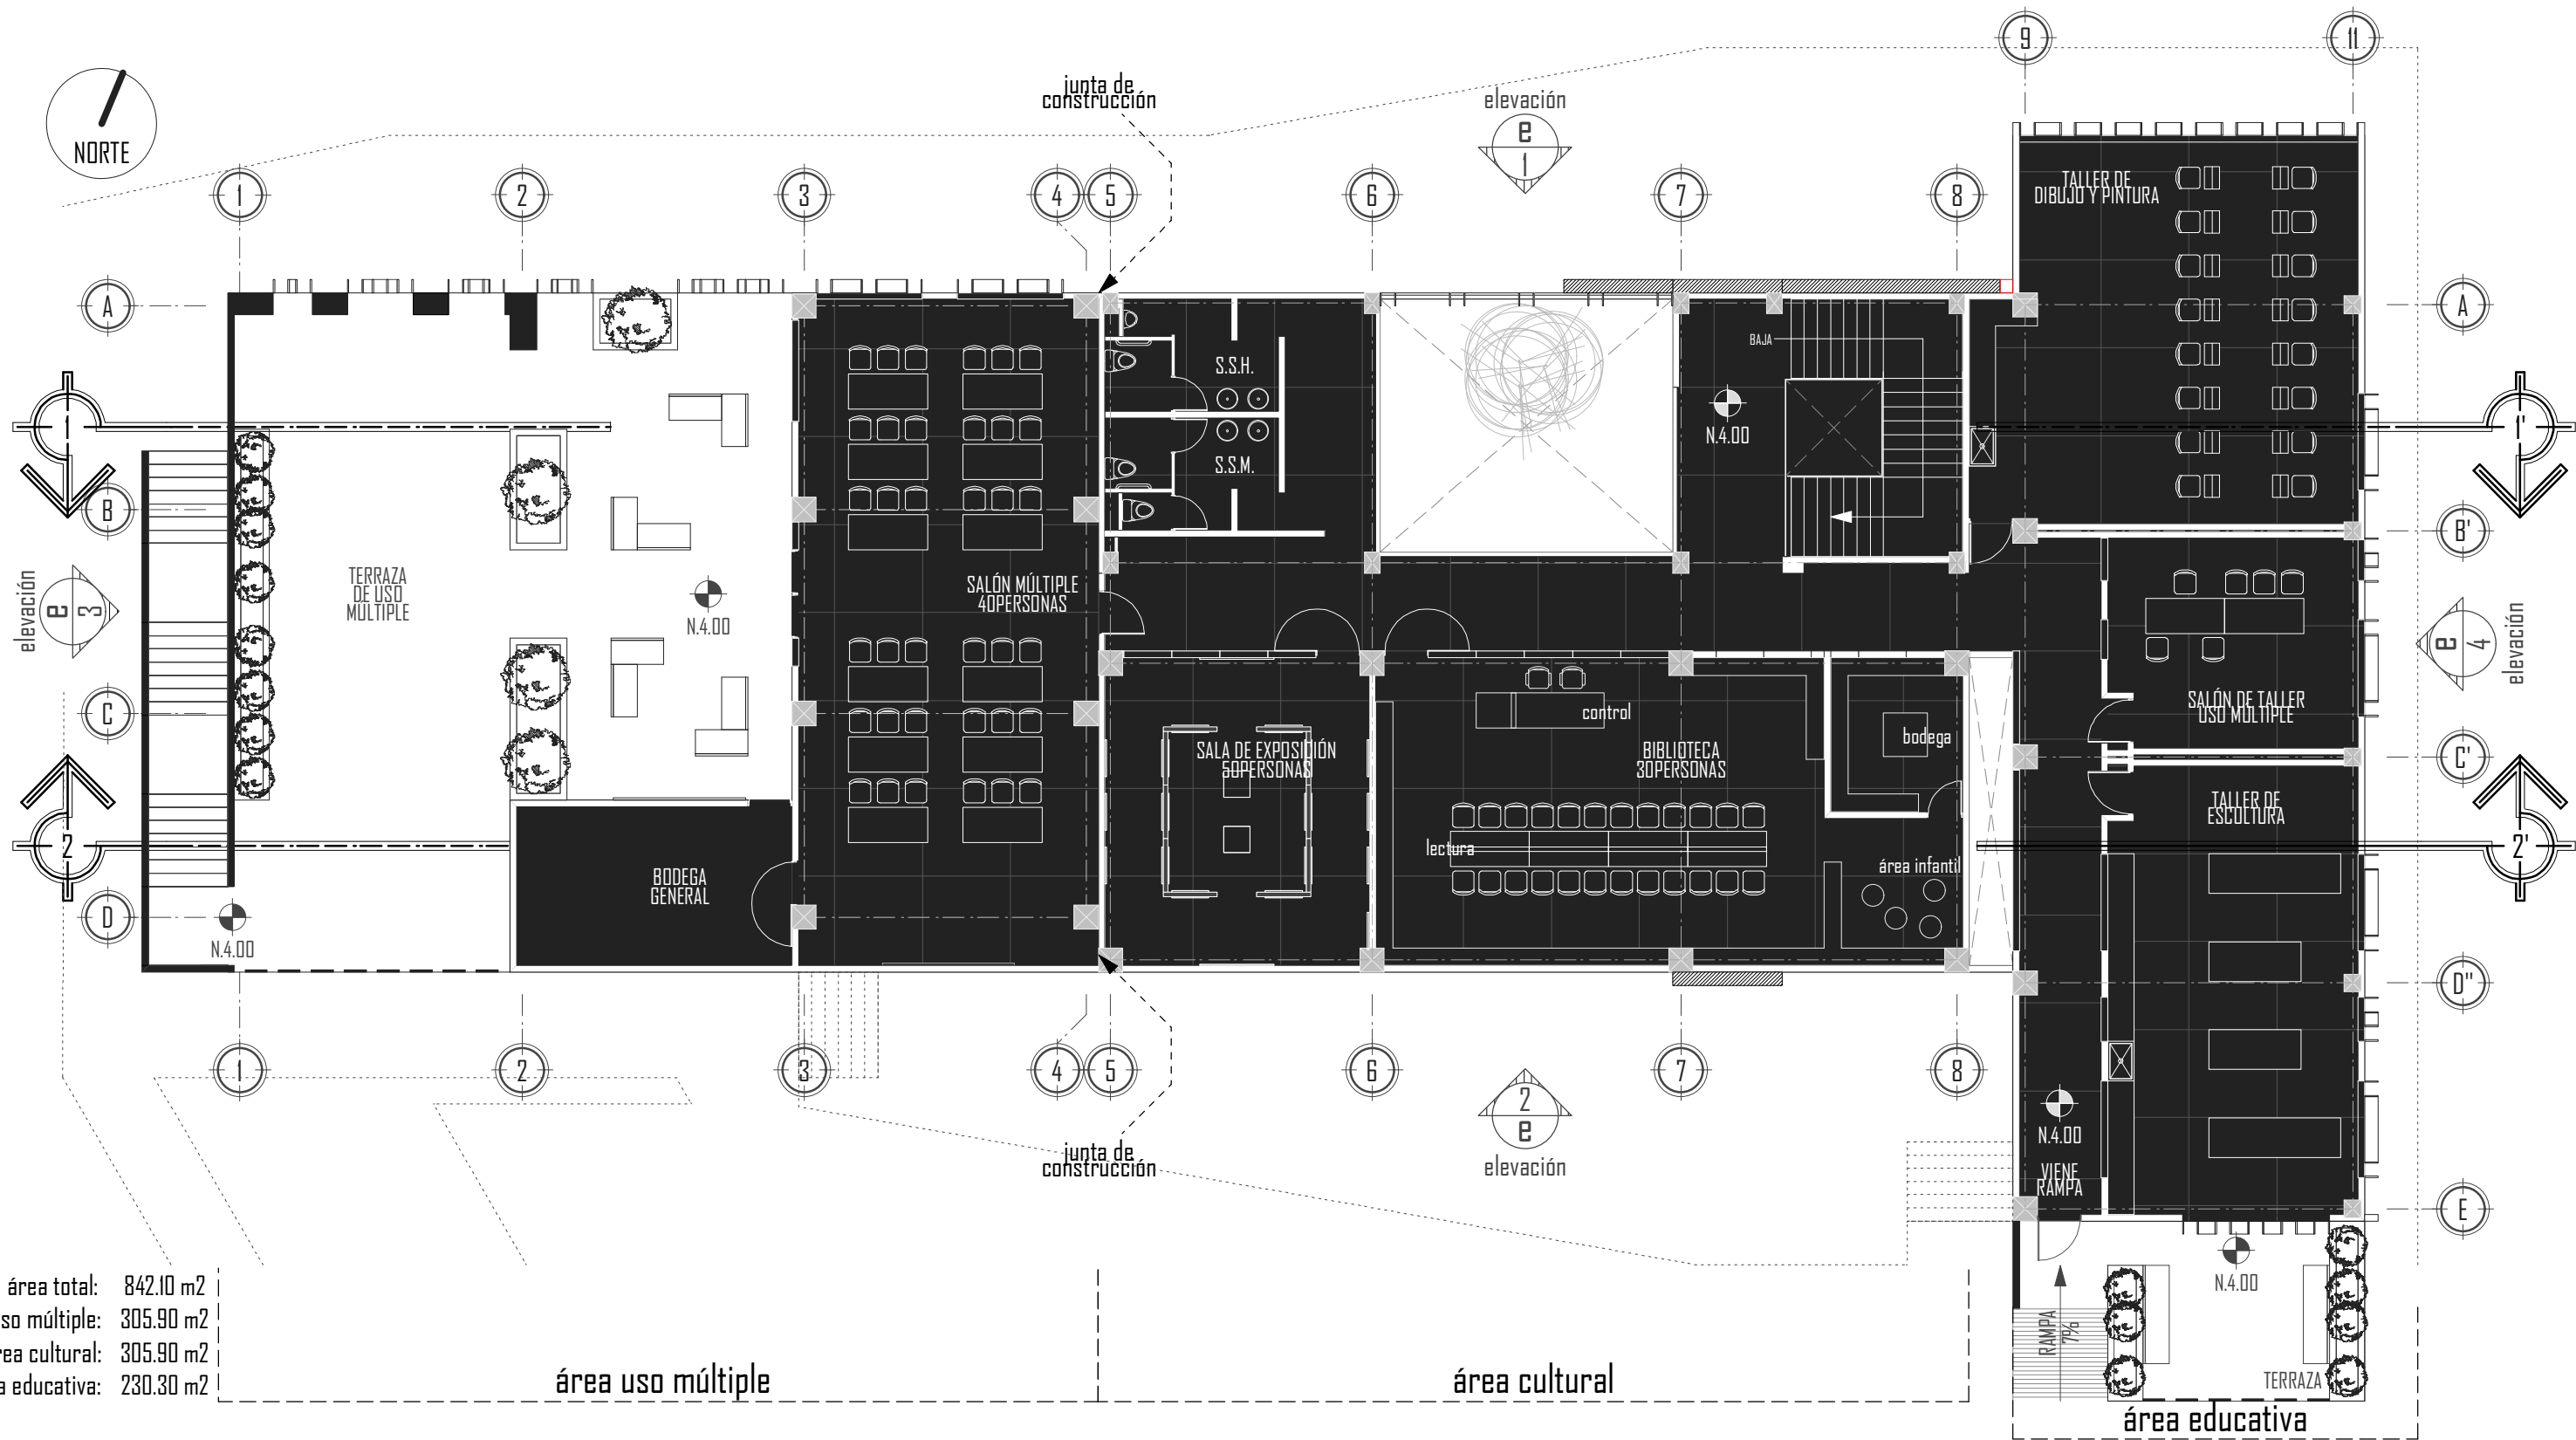 9
11
junta de
construcción
elevación
e
1
NORTE
1
2
3
4
5
6
7
8
TALLER DE
DIBUJO Y PINTURA
A
A
BAJA
S.S.H.
N.4.00
S.S.M.
1
1'
B
B'
elevación
e
3
TERRAZA
DE USO
MÚLTIPLE
N.4.00
SALÓN MÚLTIPLE
40PERSONAS
e
4
elevación
C
control
SALÓN DE TALLER
USO MÚLTIPLE
SALA DE EXPOSICIÓN
50PERSONAS
BIBLIOTECA
30PERSONAS
bodega
C'
TALLER DE
ESCULTURA
2
lectura
área infantil
2'
BODEGA
GENERAL
D
N.4.00
D''
1
2
3
4
5
6
7
8
2
e
elevación
junta de
construcción
N.4.00
VIENE
RAMPA
E
N.4.00
RAMPA
7%
TERRAZA
área total: 842.10 m2
so múltiple: 305.90 m2
rea cultural: 305.90 m2
a educativa: 230.30 m2
área uso múltiple
área cultural
área educativa